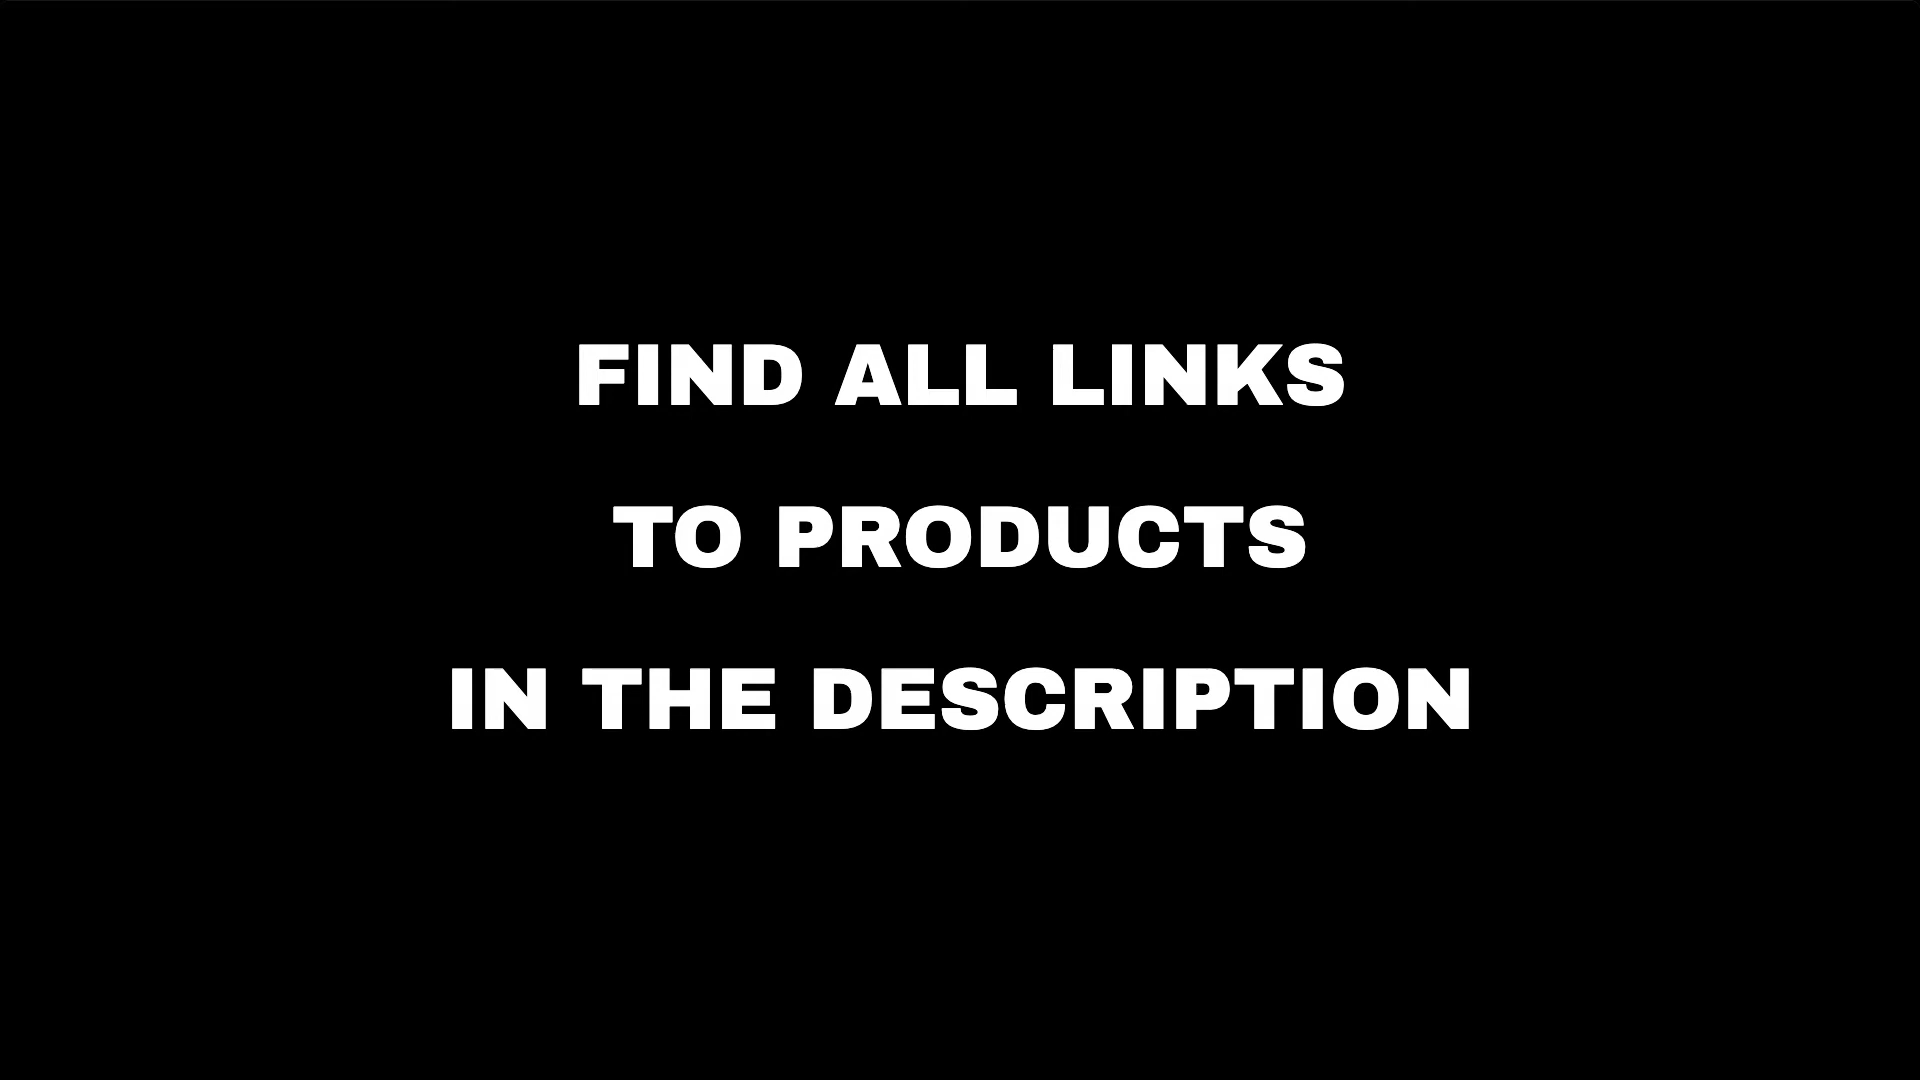 FIND ALL LINKS
TO PRODUCTS
IN THE DESCRIPTION